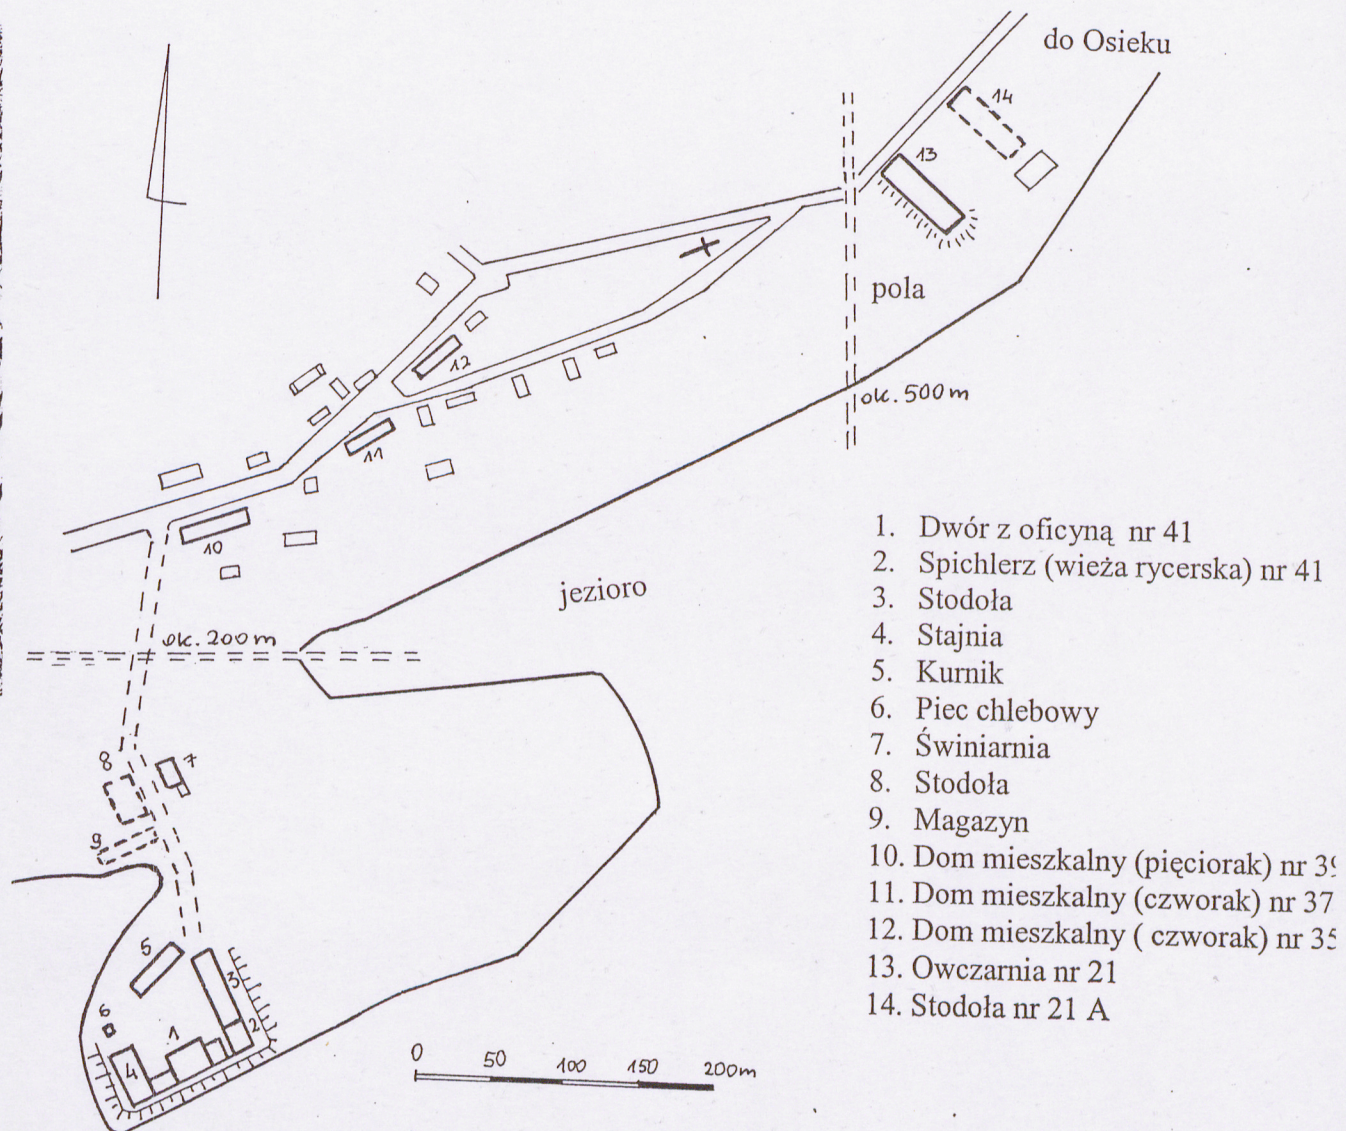 do Osieku
14
13
pola
12
ok. 500 m
11
10
jezioro
ok. 200 m
8
7
9
5
3
6
1
2
4
0 50 100 150 200 m
1. Dwór z oficyną nr 41
2. Spichlerz (wieża rycerska) nr 41
3. Stodoła
4. Stajnia
5. Kurnik
6. Piec chlebowy
7. Świniarnia
8. Stodoła
9. Magazyn
10. Dom mieszkalny (pięciorak) nr
11. Dom mieszkalny (czworak) nr 37
12. Dom mieszkalny ( czworak) nr
13. Owczarnia nr 21
14. Stodoła nr 21 A